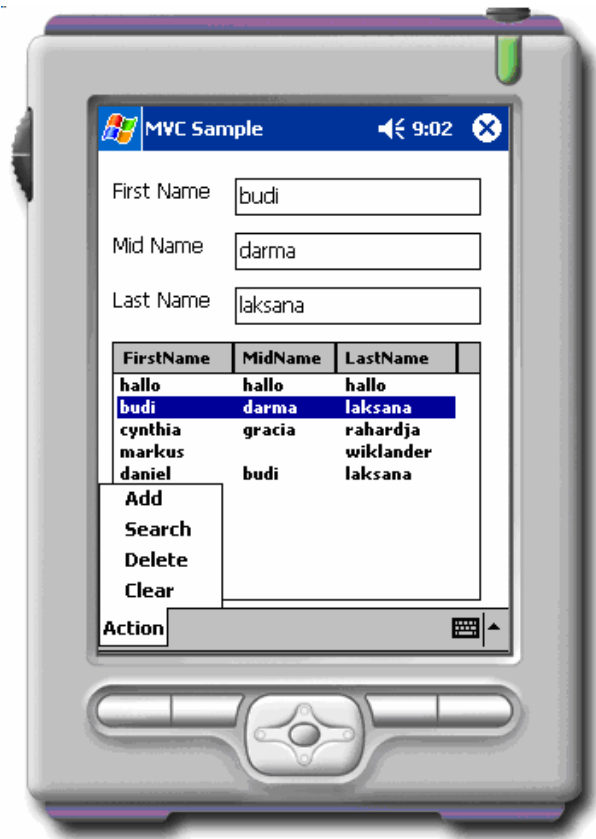 MVC Sample 9:02
First Name budi
Mid Name darma
Last Name laksana
FirstName MidName LastName
hallo hallo hallo
budi darma laksana
cynthia gracia rahardja
markus wiklander
daniel budi laksana
Add
Search
Delete
Clear
Action